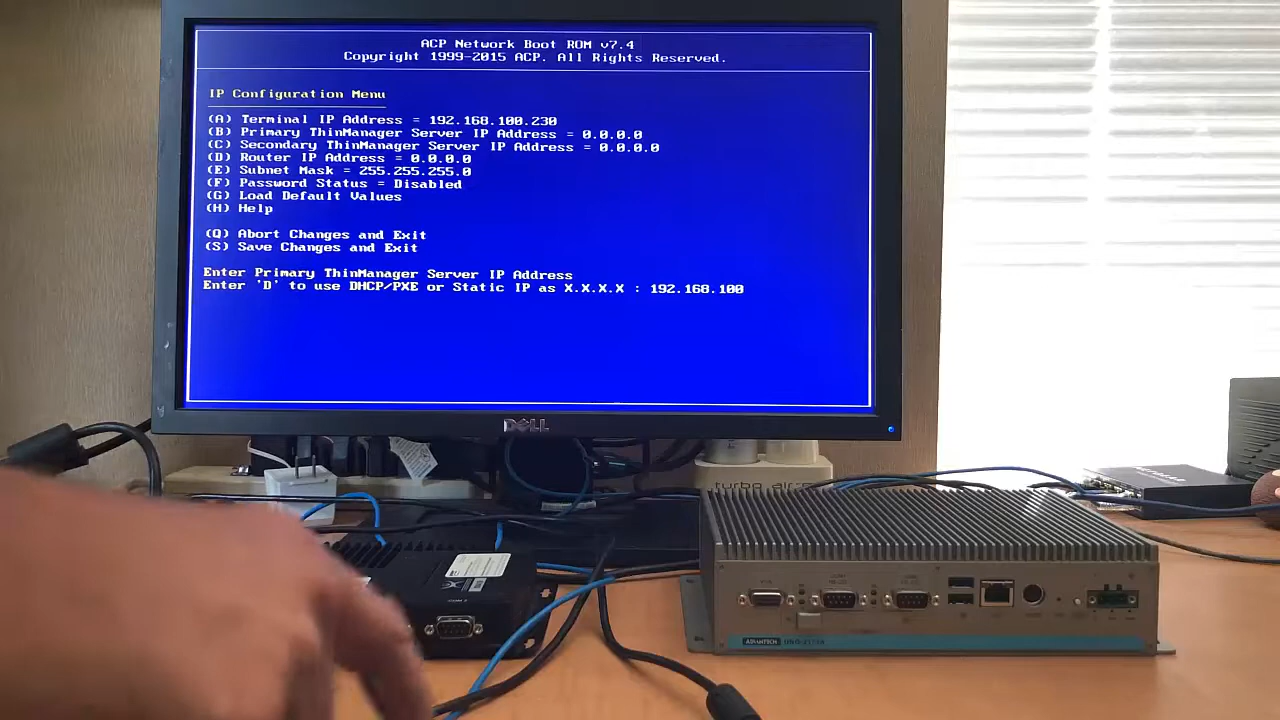 ACP Network Boot ROM v7.4
Copyright 1999-2015 ACP. All Rights Reserved.
IP Configuration Menu
(A) Terminal IP Address = 192.168.100.230
(B) Primary ThinManager Server IP Address = 0.0.0.0
(C) Secondary ThinManager Server IP Address = 0.0.0.0
(D) Router IP Address = 0.0.0.0
(E) Subnet Mask = 255.255.255.0
(F) Password Status = Disabled
(G) Load Default Values
(H) Help
(Q) Abort Changes and Exit
(S) Save Changes and Exit
Enter Primary ThinManager Server IP Address
Enter 'D' to use DHCP/PXE or Static IP as X.X.X.X : 192.168.100
DELL
turbo air
ADVANTECH